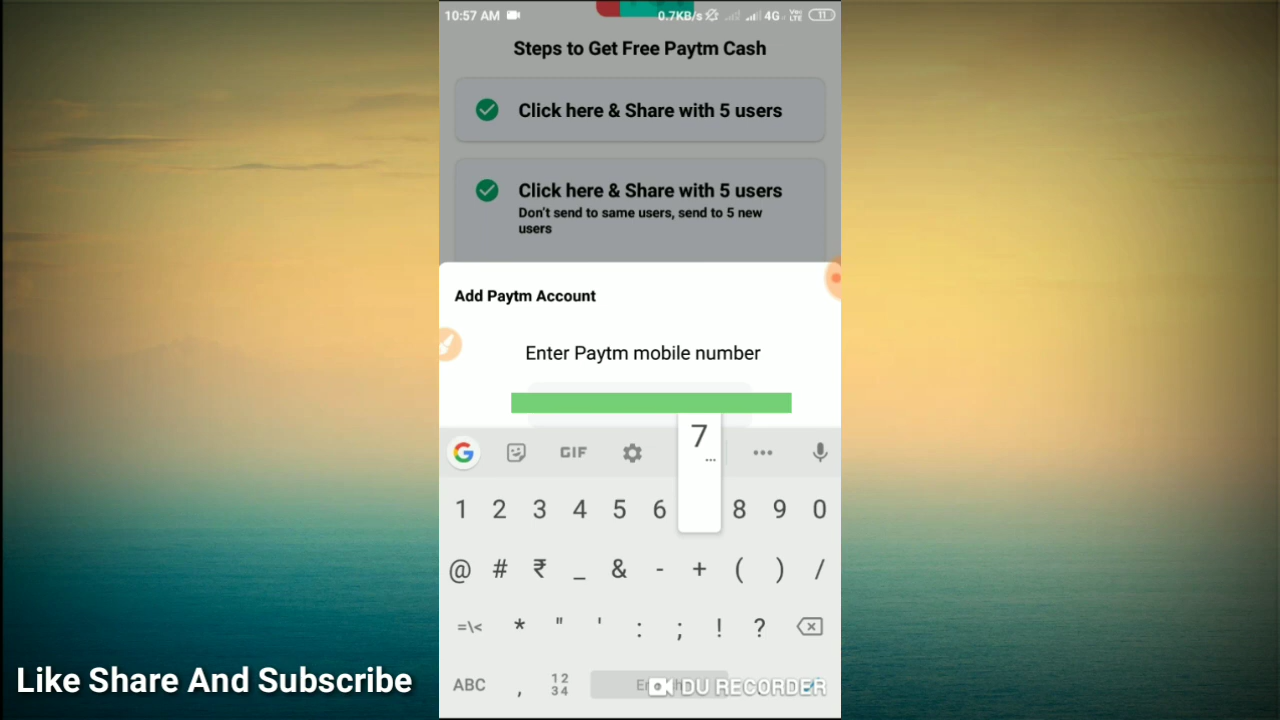 10:57 AM
0.7KB/s
4G
VoLTE
11
Steps to Get Free Paytm Cash
Click here & Share with 5 users
Click here & Share with 5 users
Don't send to same users, send to 5 new
users
Add Paytm Account
Enter Paytm mobile number
7
...
G
GIF
1 2 3 4 5 6 8 9 0
@ # ₹ _ & - + ( ) /
=\< * " ' : ; ! ?
ABC , 12
34
DU RECORDER
Like Share And Subscribe